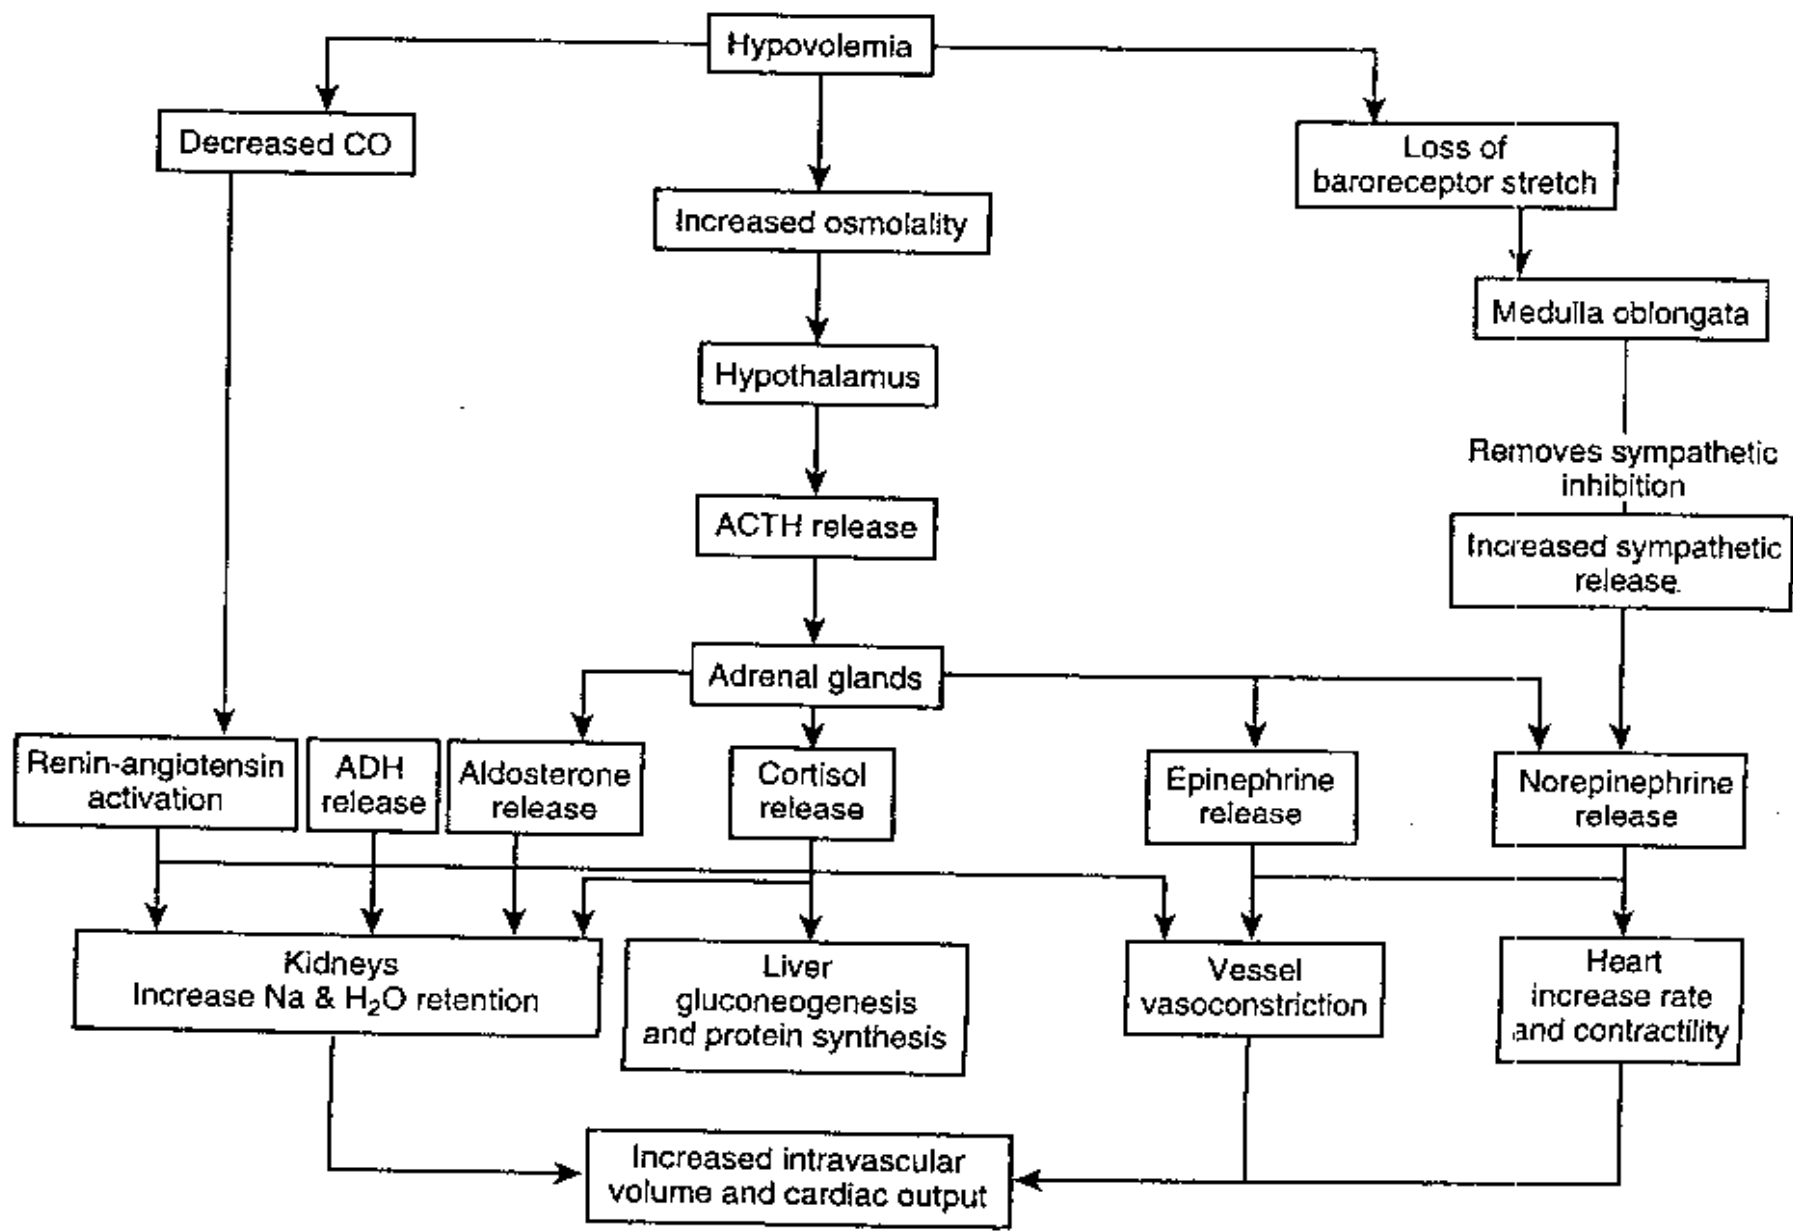 Hypovolemia
Decreased CO
Loss of
baroreceptor stretch
Increased osmolality
Medulla oblongata
Hypothalamus
Removes sympathetic
inhibition
ACTH release
Increased sympathetic
release
Adrenal glands
Renin-angiotensin
activation
ADH
release
Aldosterone
release
Cortisol
release
Epinephrine
release
Norepinephrine
release
Kidneys
Increase Na & H₂O retention
Liver
gluconeogenesis
and protein synthesis
Vessel
vasoconstriction
Heart
increase rate
and contractility
Increased intravascular
volume and cardiac output